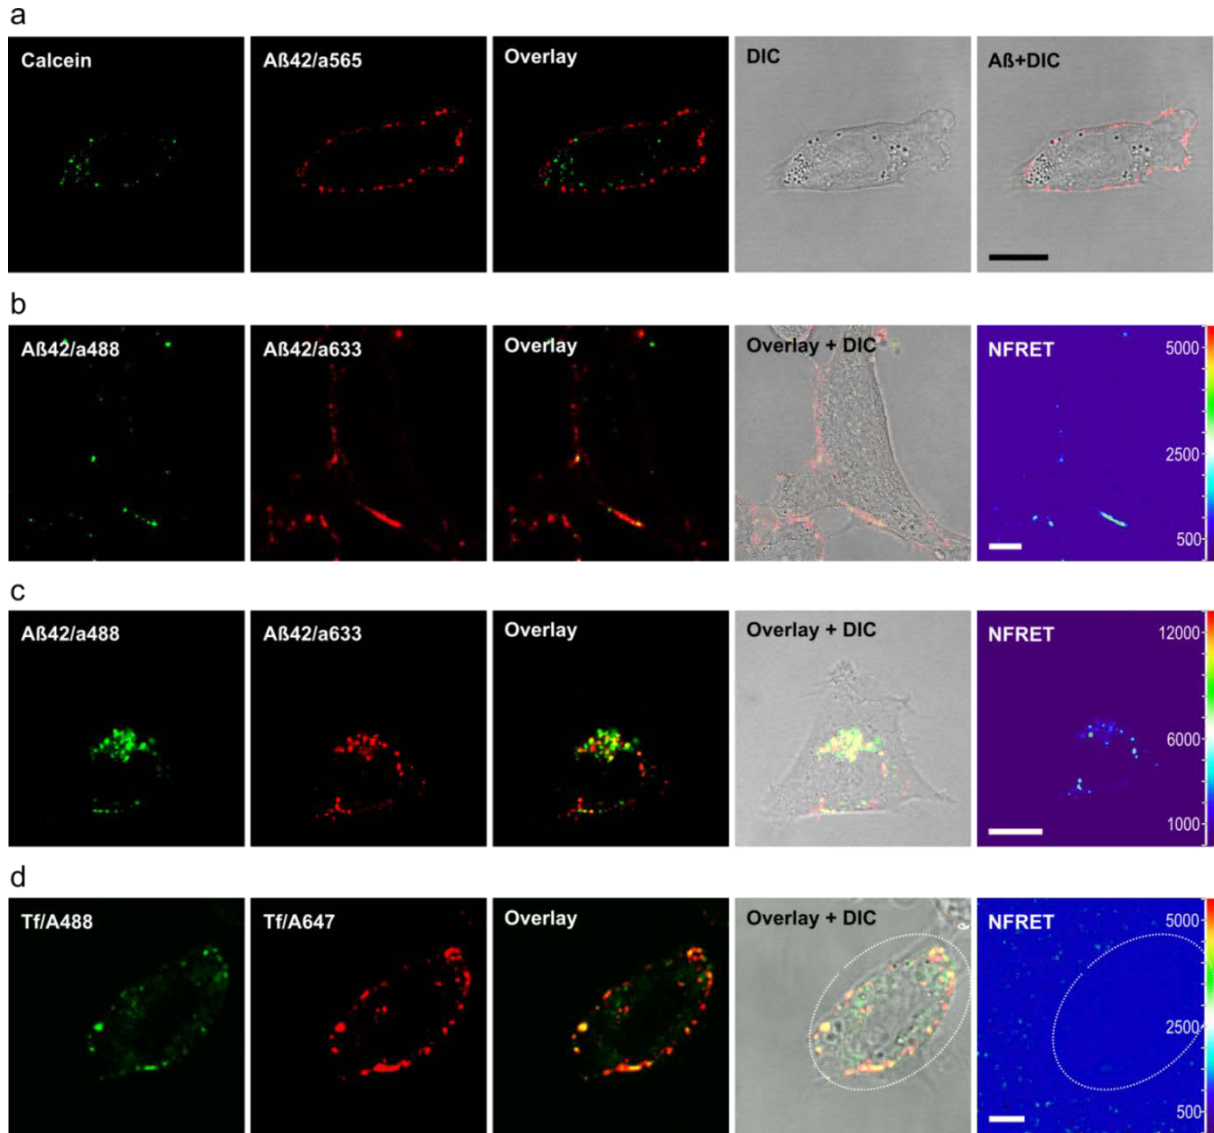 a
Calcein Aß42/a565 Overlay DIC Aß+DIC
b
Aß42/a488 Aß42/a633 Overlay Overlay + DIC NFRET
5000
2500
500
c
Aß42/a488 Aß42/a633 Overlay Overlay + DIC NFRET
12000
6000
1000
d
Tf/A488 Tf/A647 Overlay Overlay + DIC NFRET
5000
2500
500